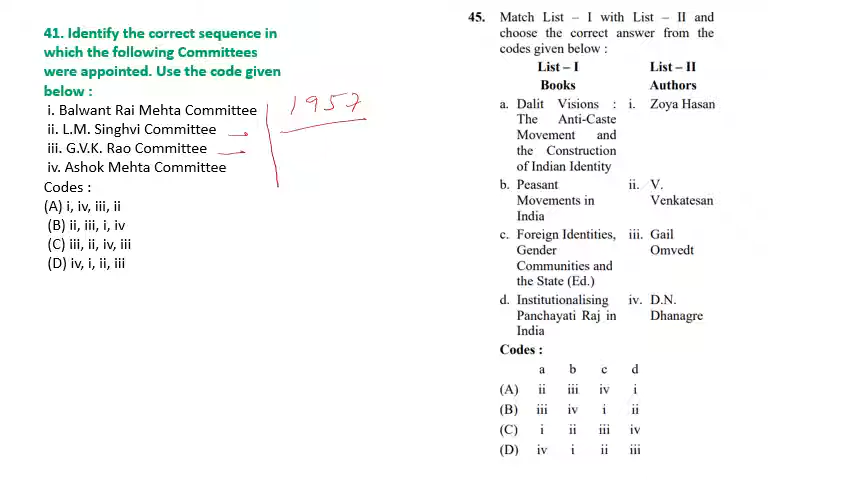 41. Identify the correct sequence in
which the following Committees
were appointed. Use the code given
below :
i. Balwant Rai Mehta Committee
ii. L.M. Singhvi Committee
iii. G.V.K. Rao Committee
iv. Ashok Mehta Committee
Codes :
(A) i, iv, iii, ii
(B) ii, iii, i, iv
(C) iii, ii, iv, iii
(D) iv, i, ii, iii
1957
45. Match List – I with List – II and
choose the correct answer from the
codes given below :
List – I List – II
Books Authors
a. Dalit Visions : i. Zoya Hasan
The Anti-Caste
Movement and
the Construction
of Indian Identity
b. Peasant ii. V.
Movements in Venkatesan
India
c. Foreign Identities, iii. Gail
Gender Omvedt
Communities and
the State (Ed.)
d. Institutionalising iv. D.N.
Panchayati Raj in Dhanagre
India
Codes :
a b c d
(A) ii iii iv i
(B) iii iv i ii
(C) i ii iii iv
(D) iv i ii iii